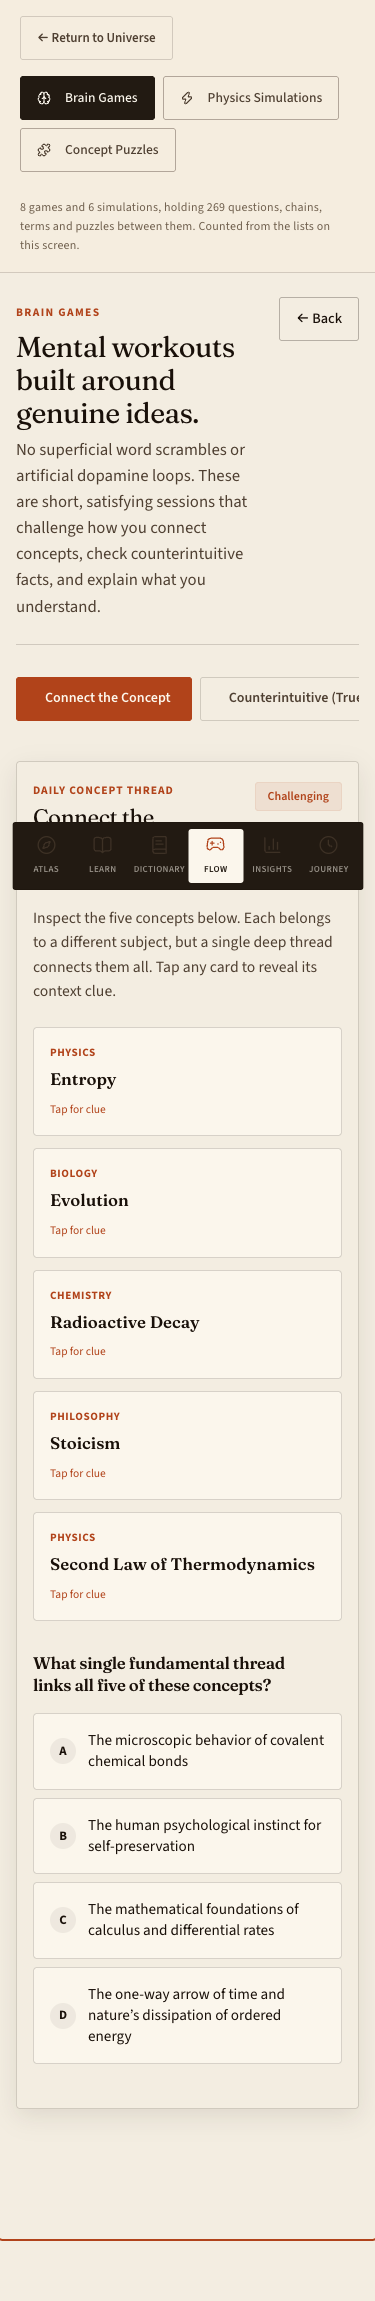 ← Return to Universe
Brain Games
Physics Simulations
Concept Puzzles
8 games and 6 simulations, holding 269 questions, chains,
terms and puzzles between them. Counted from the lists on
this screen.
BRAIN GAMES
← Back
Mental workouts
built around
genuine ideas.
No superficial word scrambles or
artificial dopamine loops. These
are short, satisfying sessions that
challenge how you connect
concepts, check counterintuitive
facts, and explain what you
understand.
Connect the Concept
Counterintuitive (True
DAILY CONCEPT THREAD
Challenging
Connect the
ATLAS
LEARN
DICTIONARY
FLOW
INSIGHTS
JOURNEY
Inspect the five concepts below. Each belongs
to a different subject, but a single deep thread
connects them all. Tap any card to reveal its
context clue.
PHYSICS
Entropy
Tap for clue
BIOLOGY
Evolution
Tap for clue
CHEMISTRY
Radioactive Decay
Tap for clue
PHILOSOPHY
Stoicism
Tap for clue
PHYSICS
Second Law of Thermodynamics
Tap for clue
What single fundamental thread
links all five of these concepts?
A
The microscopic behavior of covalent
chemical bonds
B
The human psychological instinct for
self-preservation
C
The mathematical foundations of
calculus and differential rates
D
The one-way arrow of time and
nature’s dissipation of ordered
energy